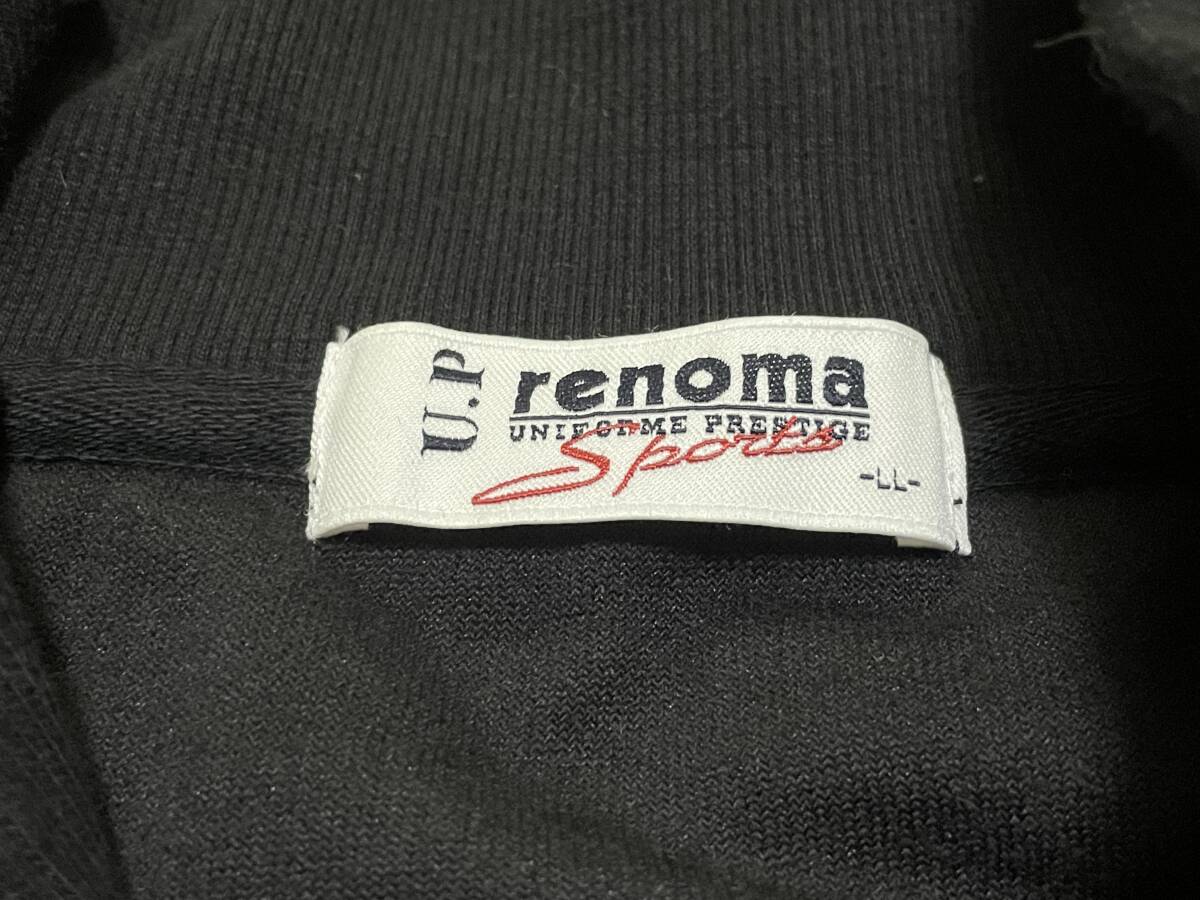 U.P
renoma
UNIFORME PRESTIGE
Sports
-LL-